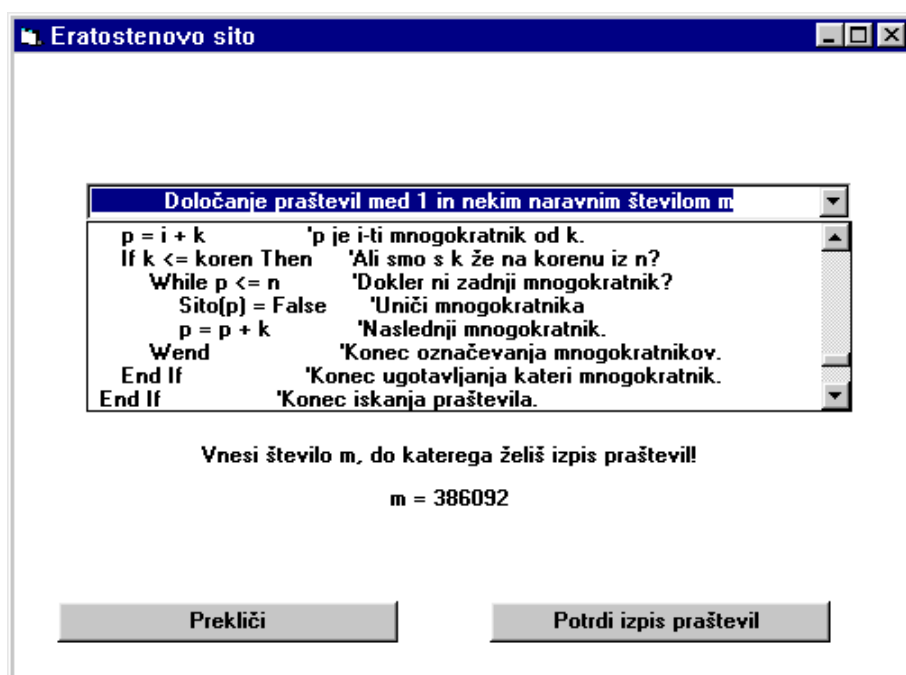 Eratostenovo sito
Določanje praštevil med 1 in nekim naravnim številom m
p = i + k 'p je i-ti mnogokratnik od k.
If k <= koren Then 'Ali smo s k že na korenu iz n?
While p <= n 'Dokler ni zadnji mnogokratnik?
Sito(p) = False 'Uniči mnogokratnika
p = p + k 'Naslednji mnogokratnik.
Wend 'Konec označevanja mnogokratnikov.
End If 'Konec ugotavljanja kateri mnogokratnik.
End If 'Konec iskanja praštevila.
Vnesi število m, do katerega želiš izpis praštevil!
m = 386092
Prekliči Potrdi izpis praštevil